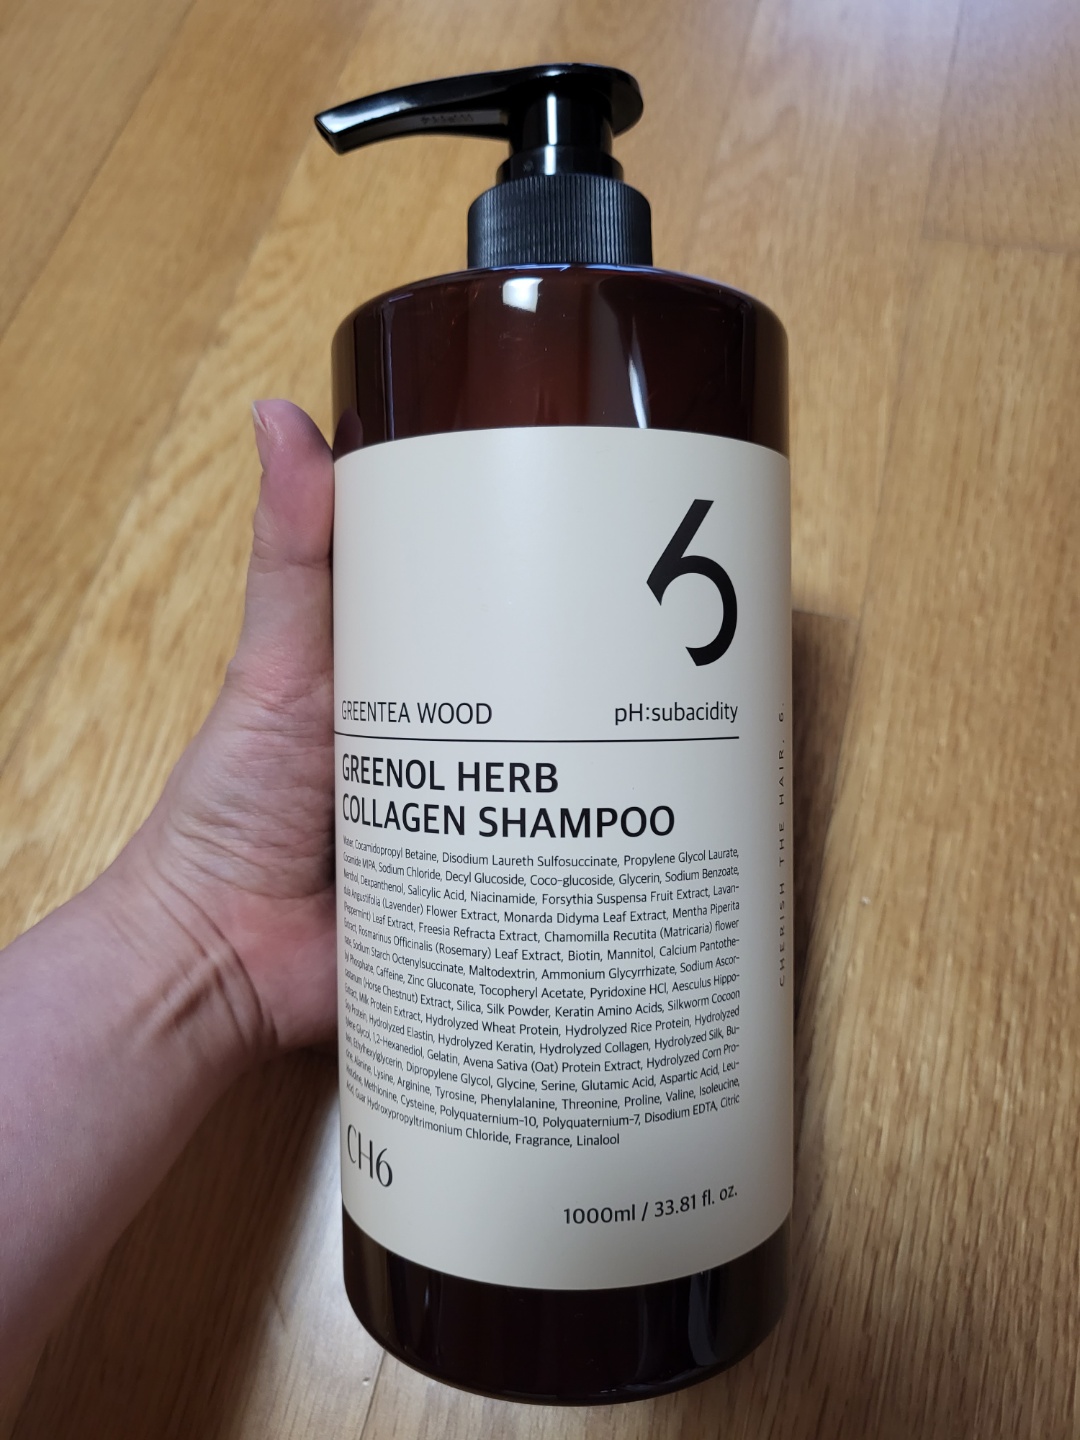 6
GREENTEA WOOD
pH:subacidity
GREENOL HERB
COLLAGEN SHAMPOO
Water, Cocamidopropyl Betaine, Disodium Laureth Sulfosuccinate, Propylene Glycol Laurate,
Cocamide MIPA, Sodium Chloride, Decyl Glucoside, Coco-glucoside, Glycerin, Sodium Benzoate,
Menthol, Dexpanthenol, Salicylic Acid, Niacinamide, Forsythia Suspensa Fruit Extract, Lavan-
dula Angustifolia (Lavender) Flower Extract, Monarda Didyma Leaf Extract, Mentha Piperita
(Peppermint) Leaf Extract, Freesia Refracta Extract, Chamomilla Recutita (Matricaria) flower
Extract, Rosmarinus Officinalis (Rosemary) Leaf Extract, Biotin, Mannitol, Calcium Pantothe-
nate, Sodium Starch Octenylsuccinate, Maltodextrin, Ammonium Glycyrrhizate, Sodium Ascor-
byl Phosphate, Caffeine, Zinc Gluconate, Tocopheryl Acetate, Pyridoxine HCl, Aesculus Hippo-
castanum (Horse Chestnut) Extract, Silica, Silk Powder, Keratin Amino Acids, Silkworm Cocoon
Extract, Milk Protein Extract, Hydrolyzed Wheat Protein, Hydrolyzed Rice Protein, Hydrolyzed
Soy Protein, Hydrolyzed Elastin, Hydrolyzed Keratin, Hydrolyzed Collagen, Hydrolyzed Silk, Bu-
tylene Glycol, 1,2-Hexanediol, Gelatin, Avena Sativa (Oat) Protein Extract, Hydrolyzed Corn Pro-
tein, Ethylhexylglycerin, Dipropylene Glycol, Glycine, Serine, Glutamic Acid, Aspartic Acid, Leu-
cine, Alanine, Lysine, Arginine, Tyrosine, Phenylalanine, Threonine, Proline, Valine, Isoleucine,
Histidine, Methionine, Cysteine, Polyquaternium-10, Polyquaternium-7, Disodium EDTA, Citric
Acid, Guar Hydroxypropyltrimonium Chloride, Fragrance, Linalool
CH6
1000ml / 33.81 fl. oz.
CHERISH THE HAIR. 6.